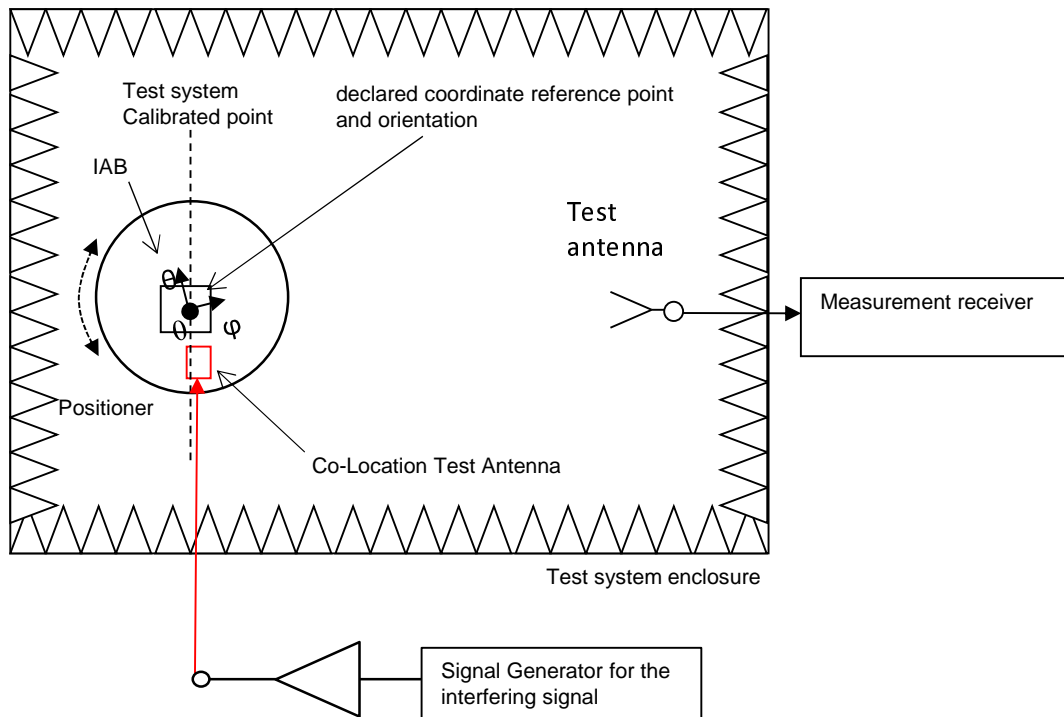 Test system
Calibrated point
declared coordinate reference point
and orientation
IAB
Test
antenna
θ
θ
φ
Measurement receiver
Positioner
Co-Location Test Antenna
Test system enclosure
Signal Generator for the
interfering signal